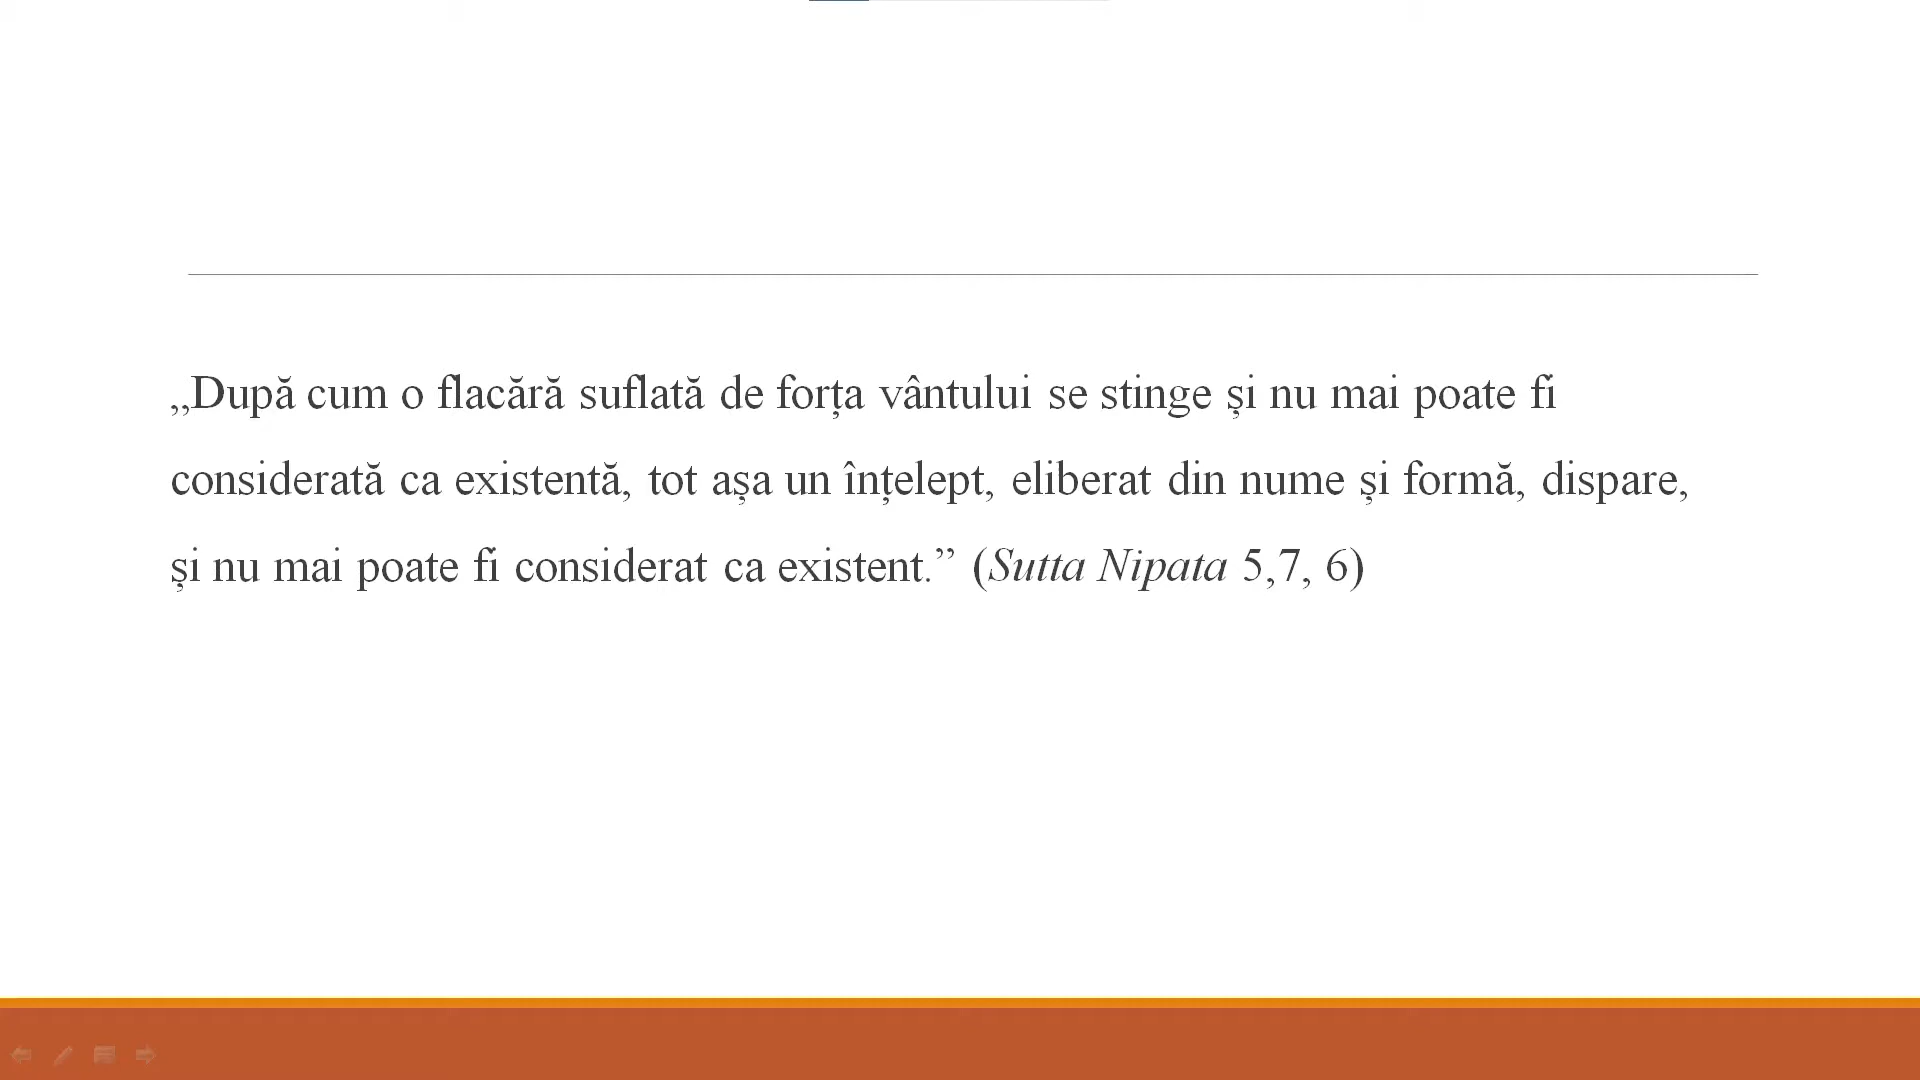 „După cum o flacără suflată de forța vântului se stinge și nu mai poate fi
considerată ca existentă, tot așa un înțelept, eliberat din nume și formă, dispare,
și nu mai poate fi considerat ca existent.” (Sutta Nipata 5,7, 6)